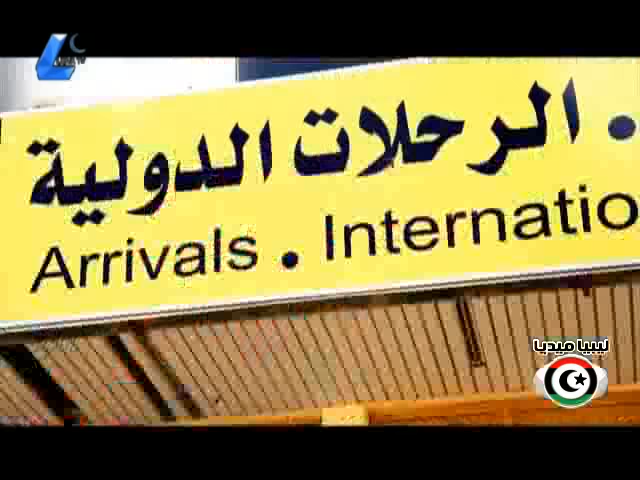 . الرحلات الدولية
Arrivals . Internatio
ليبيا ميديا